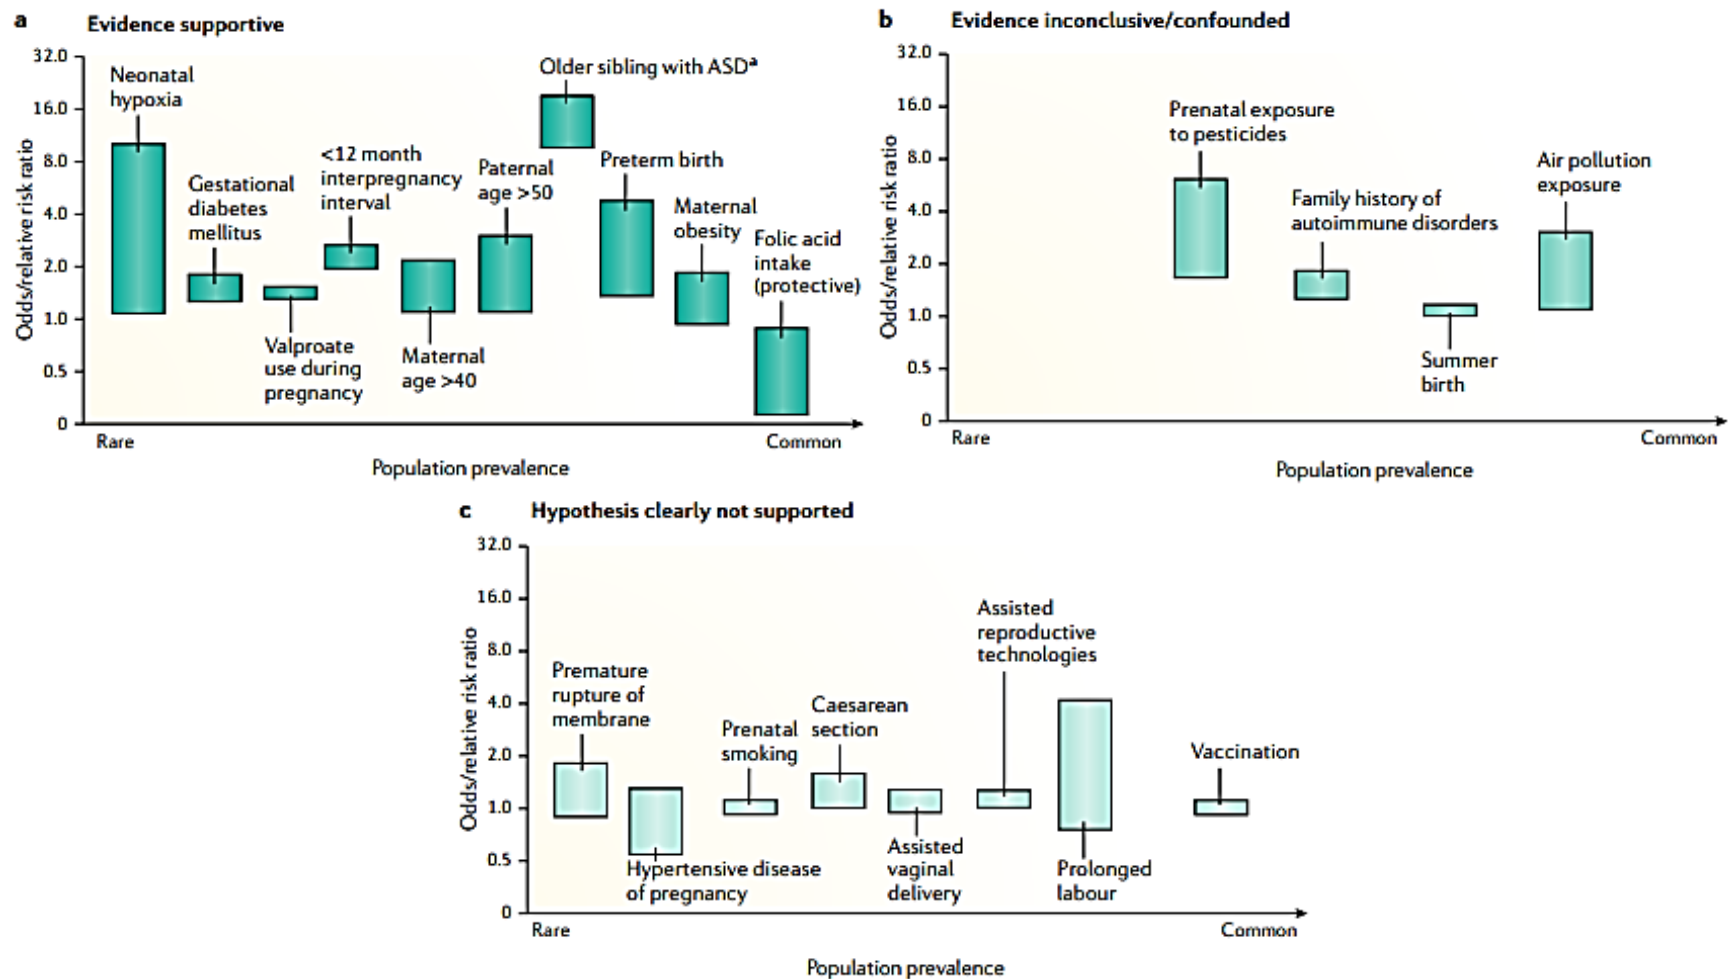 a Evidence supportive
32.0
16.0
8.0
4.0
2.0
1.0
0.5
0
Odds/relative risk ratio
Neonatal
hypoxia
Gestational
diabetes
mellitus
Valproate
use during
pregnancy
<12 month
interpregnancy
interval
Maternal
age >40
Paternal
age >50
Older sibling with ASDᵃ
Preterm birth
Maternal
obesity
Folic acid
intake
(protective)
Rare
Common
Population prevalence
b Evidence inconclusive/confounded
32.0
16.0
8.0
4.0
2.0
1.0
0.5
0
Odds/relative risk ratio
Prenatal exposure
to pesticides
Family history of
autoimmune disorders
Summer
birth
Air pollution
exposure
Rare
Common
Population prevalence
c Hypothesis clearly not supported
32.0
16.0
8.0
4.0
2.0
1.0
0.5
0
Odds/relative risk ratio
Premature
rupture of
membrane
Hypertensive disease
of pregnancy
Prenatal
smoking
Caesarean
section
Assisted
vaginal
delivery
Assisted
reproductive
technologies
Prolonged
labour
Vaccination
Rare
Common
Population prevalence